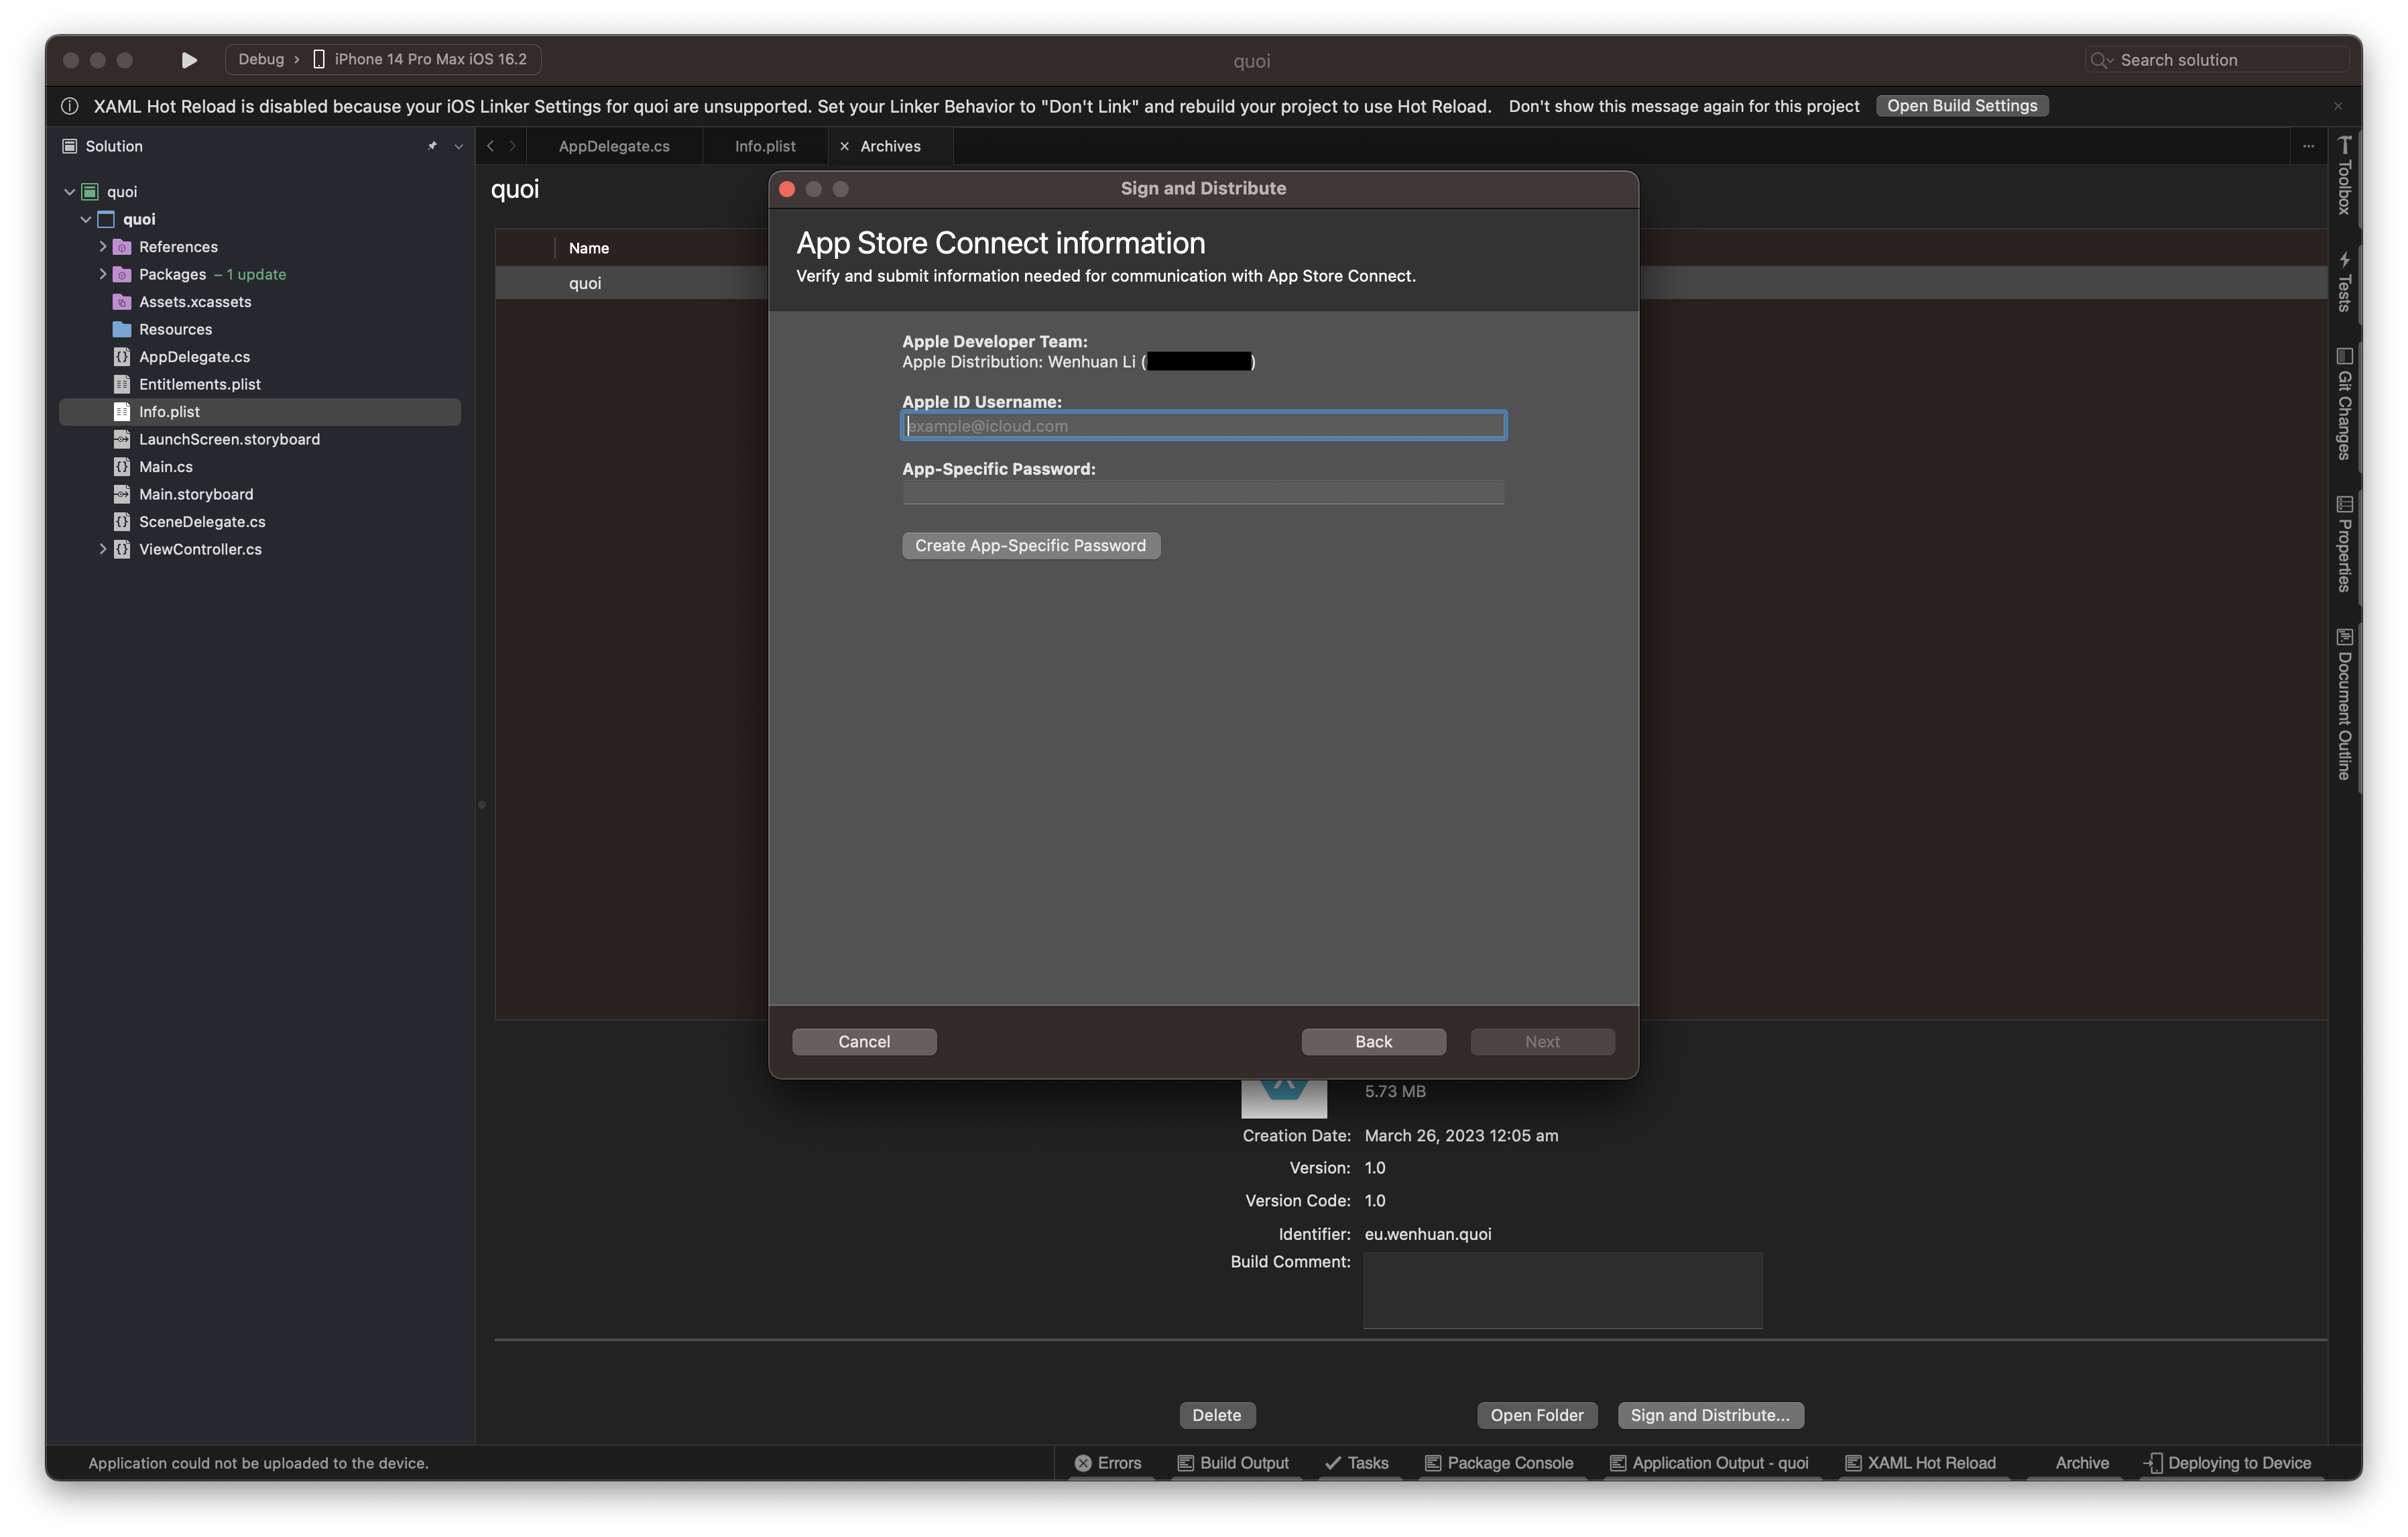 Debug › iPhone 14 Pro Max iOS 16.2
quoi
Search solution
XAML Hot Reload is disabled because your iOS Linker Settings for quoi are unsupported. Set your Linker Behavior to "Don't Link" and rebuild your project to use Hot Reload. Don't show this message again for this project Open Build Settings
Solution
quoi
quoi
References
Packages – 1 update
Assets.xcassets
Resources
AppDelegate.cs
Entitlements.plist
Info.plist
LaunchScreen.storyboard
Main.cs
Main.storyboard
SceneDelegate.cs
ViewController.cs
AppDelegate.cs Info.plist Archives
quoi
Name
quoi
Sign and Distribute
App Store Connect information
Verify and submit information needed for communication with App Store Connect.
Apple Developer Team:
Apple Distribution: Wenhuan Li ( )
Apple ID Username:
example@icloud.com
App-Specific Password:
Create App-Specific Password
Cancel Back Next
5.73 MB
Creation Date: March 26, 2023 12:05 am
Version: 1.0
Version Code: 1.0
Identifier: eu.wenhuan.quoi
Build Comment:
Delete Open Folder Sign and Distribute...
Toolbox
Tests
Git Changes
Properties
Document Outline
Application could not be uploaded to the device.
Errors Build Output Tasks Package Console Application Output - quoi XAML Hot Reload Archive Deploying to Device